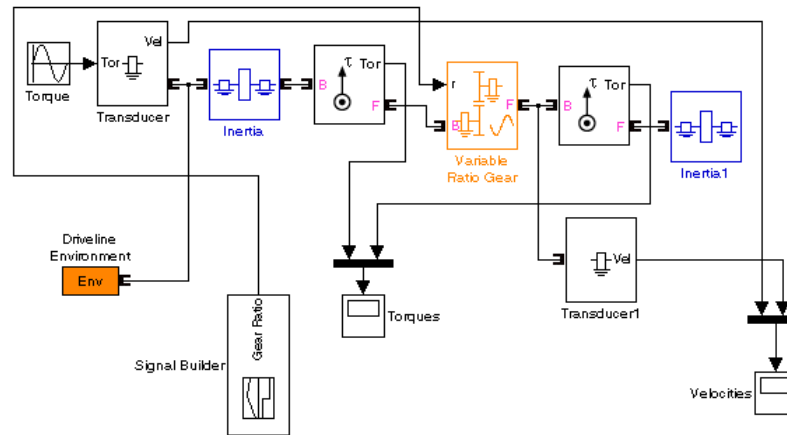 Torque
Tor
Vel
Transducer
Inertia
B
τ
Tor
F
r
B
F
Variable
Ratio Gear
B
τ
Tor
F
Inertia1
Driveline
Environment
Env
Signal Builder
Gear Ratio
Torques
Vel
Transducer1
Velocities